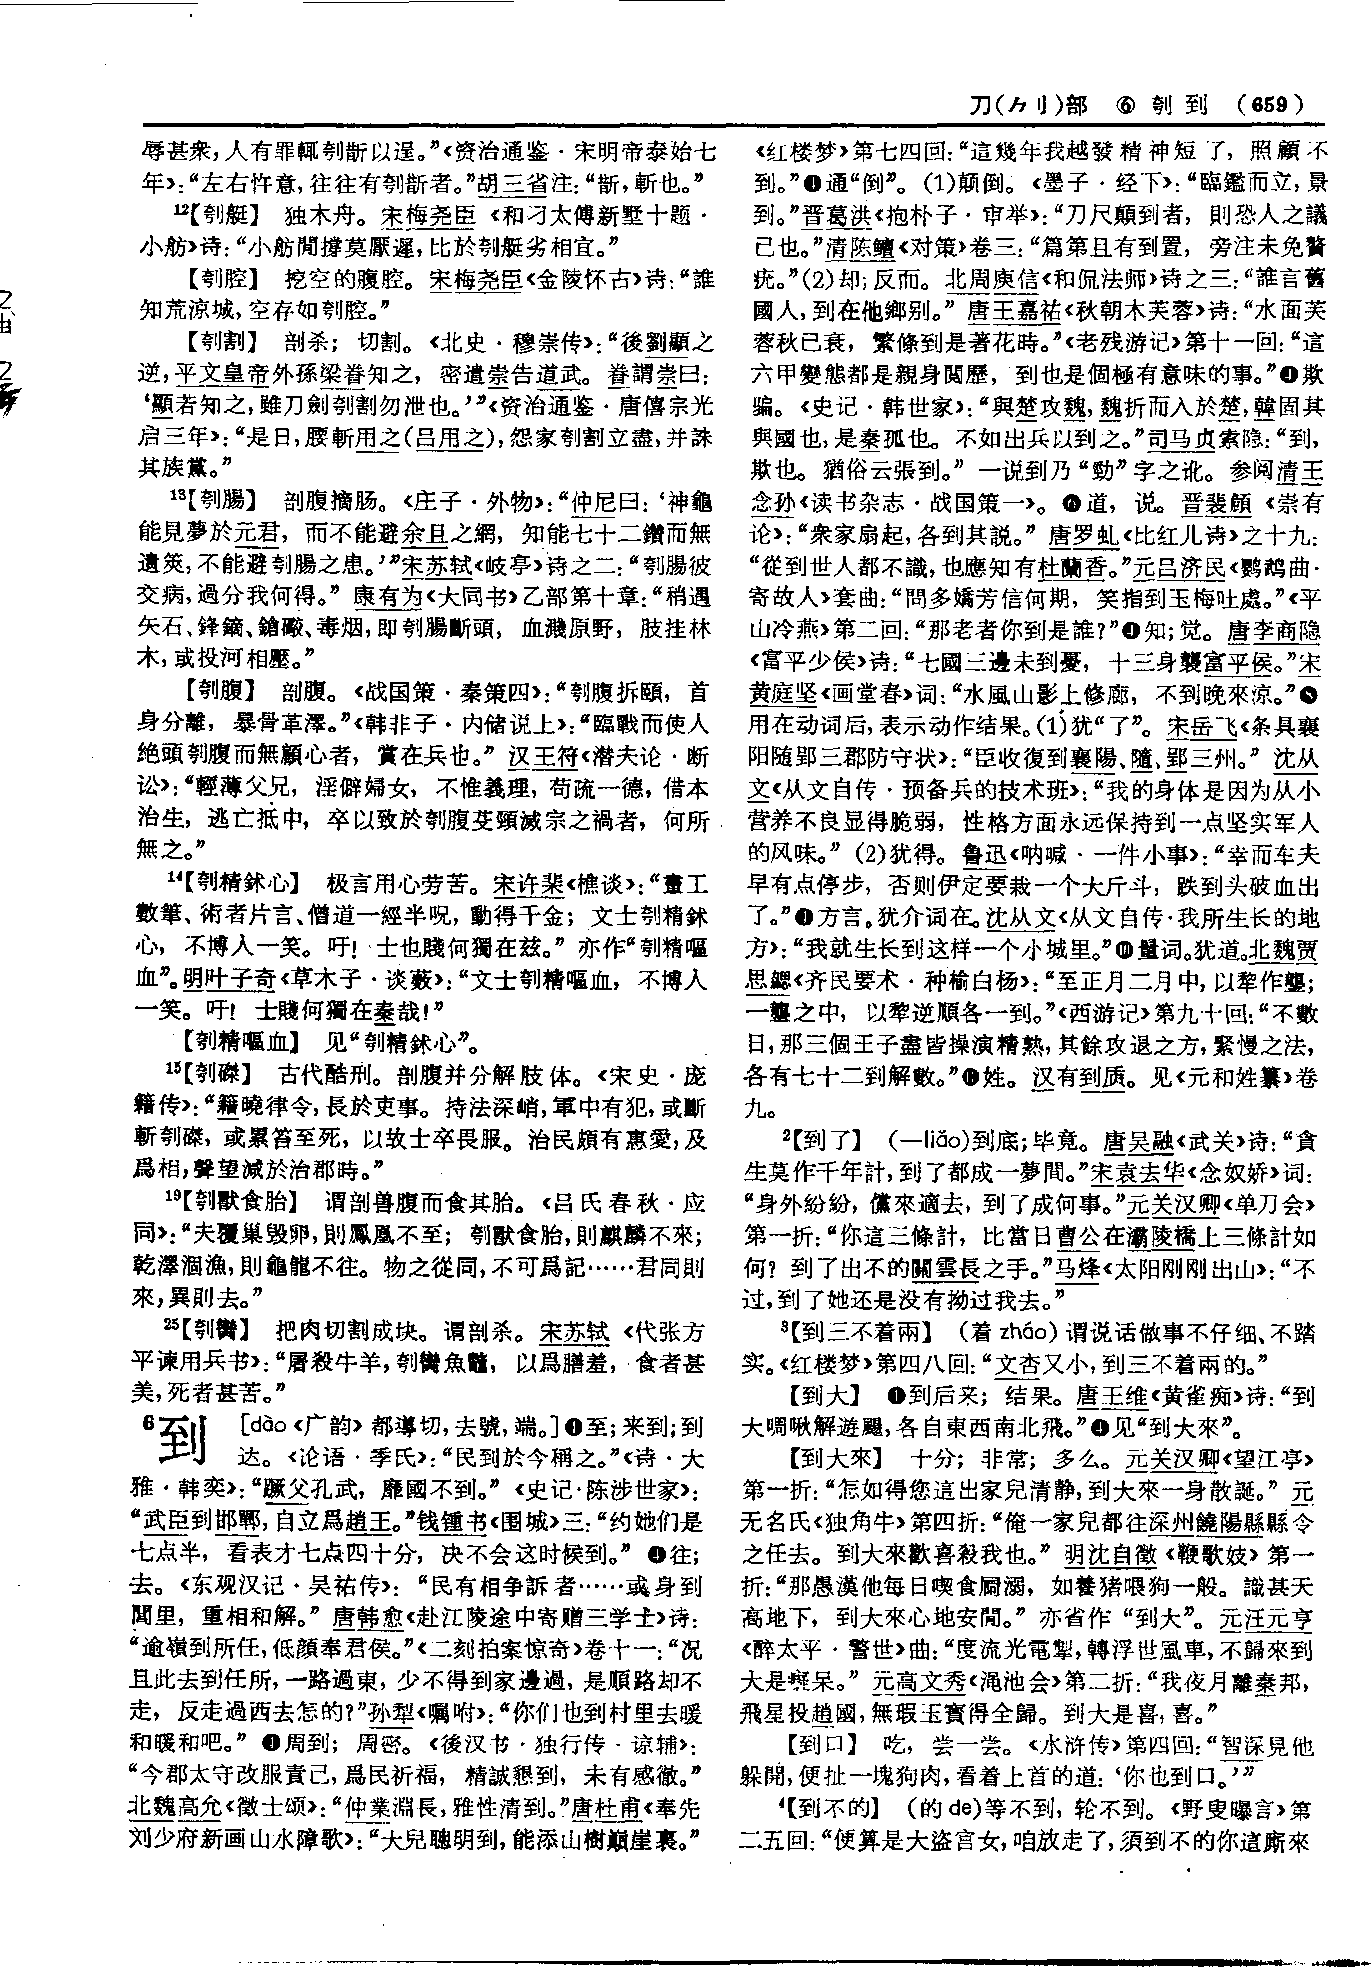 刀(⺈刂)部 ⑥ 刳 到 (659)
辱甚衆,人有罪輒刳斮以逞。”《资治通鉴·宋明帝泰始七
年》:“左右忤意,往往有刳斮者。”胡三省注:“斮,斬也。”
12【刳艇】 独木舟。宋梅尧臣《和刁太傅新墅十题·
小舫》诗:“小舫閒撐莫厭遲,比於刳艇劣相宜。”
【刳腔】 挖空的腹腔。宋梅尧臣《金陵怀古》诗:“誰
知荒涼城,空存如刳腔。”
【刳割】 剖杀;切割。《北史·穆崇传》:“後劉顯之
逆,平文皇帝外孫梁眷知之,密遣崇告道武。眷謂崇曰:
‘顯若知之,雖刀劍刳割勿泄也。’”《资治通鉴·唐僖宗光
启三年》:“是日,腰斬用之(吕用之),怨家刳割立盡,并誅
其族黨。”
13【刳腸】 剖腹摘肠。《庄子·外物》:“仲尼曰:‘神龜
能見夢於元君,而不能避余且之網,知能七十二鑽而無
遺筴,不能避刳腸之患。’”宋苏轼《岐亭》诗之二:“刳腸彼
交病,過分我何得。”康有为《大同书》乙部第十章:“稍遇
矢石、鋒鏑、鎗礮、毒烟,即刳腸斷頭,血濺原野,肢挂林
木,或投河相壓。”
【刳腹】 剖腹。《战国策·秦策四》:“刳腹折頤,首
身分離,暴骨草澤。”《韩非子·内储说上》:“臨戰而使人
绝頭刳腹而無顧心者,賞在兵也。”汉王符《潜夫论·断
讼》:“輕薄父兄,淫僻婦女,不惟義理,苟疏一德,借本
治生,逃亡抵中,卒以致於刳腹芟頸滅宗之禍者,何所
無之。”
14【刳精鉥心】 极言用心劳苦。宋许棐《樵谈》:“畫工
數筆、術者片言、僧道一經半呪,動得千金;文士刳精鉥
心,不博人一笑。吁!士也賤何獨在兹。”亦作“刳精嘔
血”。明叶子奇《草木子·谈薮》:“文士刳精嘔血,不博人
一笑。吁!士賤何獨在秦哉!”
【刳精嘔血】 见“刳精鉥心”。
15【刳磔】 古代酷刑。剖腹并分解肢体。《宋史·庞
籍传》:“籍曉律令,長於吏事。持法深峭,軍中有犯,或斷
斬刳磔,或累笞至死,以故士卒畏服。治民頗有惠愛,及
爲相,聲望減於治郡時。”
19【刳獸食胎】 谓剖兽腹而食其胎。《吕氏春秋·应
同》:“夫覆巢毁卵,則鳳凰不至;刳獸食胎,則麒麟不來;
乾澤涸漁,則龜龍不往。物之從同,不可爲記……君同則
來,異則去。”
25【刳臠】 把肉切割成块。谓剖杀。宋苏轼《代张方
平谏用兵书》:“屠殺牛羊,刳臠魚鼈,以爲膳羞,食者甚
美,死者甚苦。”
6到 [dào《广韵》都導切,去號,端。]❶至;来到;到
达。《论语·季氏》:“民到於今稱之。”《诗·大
雅·韩奕》:“蹶父孔武,靡國不到。”《史记·陈涉世家》:
“武臣到邯鄲,自立爲趙王。”钱锺书《围城》三:“约她们是
七点半,看表才七点四十分,决不会这时候到。”❷往;
去。《东观汉记·吴祐传》:“民有相争訴者……或身到
閭里,重相和解。”唐韩愈《赴江陵途中寄赠三学士》诗:
“逾嶺到所任,低顔奉君侯。”《二刻拍案惊奇》卷十一:“况
且此去到任所,一路過東,少不得到家邊過,是順路却不
走,反走過西去怎的?”孙犁《嘱咐》:“你们也到村里去暖
和暖和吧。”❸周到;周密。《後汉书·独行传·谅辅》:
“今郡太守改服責己,爲民祈福,精誠懇到,未有感徹。”
北魏高允《徵士颂》:“仲業淵長,雅性清到。”唐杜甫《奉先
刘少府新画山水障歌》:“大兒聰明到,能添山樹巔崖裏。”
《红楼梦》第七四回:“這幾年我越發精神短了,照顧不
到。”❹通“倒”。(1)颠倒。《墨子·经下》:“臨鑑而立,景
到。”晋葛洪《抱朴子·审举》:“刀尺顛到者,則恐人之議
己也。”清陈鱣《对策》卷三:“篇第且有到置,旁注未免贅
疣。”(2)却;反而。北周庾信《和侃法师》诗之三:“誰言舊
國人,到在他鄉别。”唐王嘉祐《秋朝木芙蓉》诗:“水面芙
蓉秋已衰,繁條到是著花時。”《老残游记》第十一回:“這
六甲變態都是親身閲歷,到也是個極有意味的事。”❺欺
骗。《史记·韩世家》:“與楚攻魏,魏折而入於楚,韓固其
與國也,是秦孤也。不如出兵以到之。”司马贞索隐:“到,
欺也。猶俗云張到。”一说到乃“勁”字之讹。参阅清王
念孙《读书杂志·战国策一》。❻道,说。晋裴頠《崇有
论》:“衆家扇起,各到其説。”唐罗虬《比红儿诗》之十九:
“從到世人都不識,也應知有杜蘭香。”元吕济民《鹦鹉曲·
寄故人》套曲:“問多嬌芳信何期,笑指到玉梅吐處。”《平
山冷燕》第二回:“那老者你到是誰?”❼知;觉。唐李商隐
《富平少侯》诗:“七國三邊未到憂,十三身襲富平侯。”宋
黄庭坚《画堂春》词:“水風山影上修廊,不到晚來涼。”❽
用在动词后,表示动作结果。(1)犹“了”。宋岳飞《条具襄
阳随郢三郡防守状》:“臣收復到襄陽、隨、郢三州。”沈从
文《从文自传·预备兵的技术班》:“我的身体是因为从小
营养不良显得脆弱,性格方面永远保持到一点坚实军人
的风味。”(2)犹得。鲁迅《呐喊·一件小事》:“幸而车夫
早有点停步,否则伊定要栽一个大斤斗,跌到头破血出
了。”❾方言。犹介词在。沈从文《从文自传·我所生长的地
方》:“我就生长到这样一个小城里。”❿量词。犹道。北魏贾
思勰《齐民要术·种榆白杨》:“至正月二月中,以犂作壟;
一壟之中,以犂逆順各一到。”《西游记》第九十回:“不數
日,那三個王子盡皆操演精熟,其餘攻退之方,緊慢之法,
各有七十二到解數。”⓫姓。汉有到质。见《元和姓纂》卷
九。
2【到了】 (—liǎo)到底;毕竟。唐吴融《武关》诗:“貪
生莫作千年計,到了都成一夢閒。”宋袁去华《念奴娇》词:
“身外紛紛,儻來適去,到了成何事。”元关汉卿《单刀会》
第一折:“你這三條計,比當日曹公在灞陵橋上三條計如
何?到了出不的關雲長之手。”马烽《太阳刚刚出山》:“不
过,到了她还是没有拗过我去。”
3【到三不着兩】 (着zháo)谓说话做事不仔细、不踏
实。《红楼梦》第四八回:“文杏又小,到三不着兩的。”
【到大】 ❶到后来;结果。唐王维《黄雀痴》诗:“到
大啁啾解遊颺,各自東西南北飛。”❷见“到大來”。
【到大來】 十分;非常;多么。元关汉卿《望江亭》
第一折:“怎如得您這出家兒清静,到大來一身散誕。”元
无名氏《独角牛》第四折:“俺一家兒都往深州饒陽縣縣令
之任去。到大來歡喜殺我也。”明沈自徵《鞭歌妓》第一
折:“那愚漢他每日喫食屙溺,如養猪喂狗一般。識甚天
高地下,到大來心地安閒。”亦省作“到大”。元汪元亨
《醉太平·警世》曲:“度流光電掣,轉浮世風車,不歸來到
大是癡呆。”元高文秀《渑池会》第二折:“我夜月離秦邦,
飛星投趙國,無瑕玉寶得全歸。到大是喜,喜。”
【到口】 吃,尝一尝。《水浒传》第四回:“智深見他
躲開,便扯一塊狗肉,看着上首的道:‘你也到口。’”
4【到不的】 (的de)等不到,轮不到。《野叟曝言》第
二五回:“便算是大盜宫女,咱放走了,須到不的你這廝來